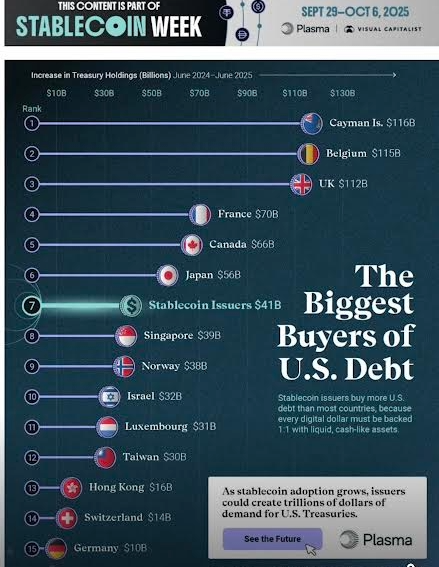 THIS CONTENT IS PART OF
STABLECOIN WEEK
SEPT 29–OCT 6, 2025
Plasma | VISUAL CAPITALIST
Increase in Treasury Holdings (Billions) June 2024–June 2025
$10B $30B $50B $70B $90B $110B $130B
Rank
1 Cayman Is. $116B
2 Belgium $115B
3 UK $112B
4 France $70B
5 Canada $66B
6 Japan $56B
7 Stablecoin Issuers $41B
8 Singapore $39B
9 Norway $38B
10 Israel $32B
11 Luxembourg $31B
12 Taiwan $30B
13 Hong Kong $16B
14 Switzerland $14B
15 Germany $10B
The
Biggest
Buyers of
U.S. Debt
Stablecoin issuers buy more U.S.
debt than most countries, because
every digital dollar must be backed
1:1 with liquid, cash-like assets.
As stablecoin adoption grows, issuers
could create trillions of dollars of
demand for U.S. Treasuries.
See the Future
Plasma